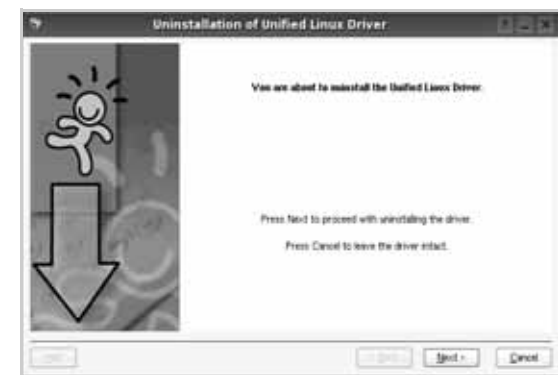 Uninstallation of Unified Linux Driver
You are about to uninstall the Unified Linux Driver.
Press Next to proceed with uninstalling the driver.
Press Cancel to leave the driver intact.
Next >
Cancel